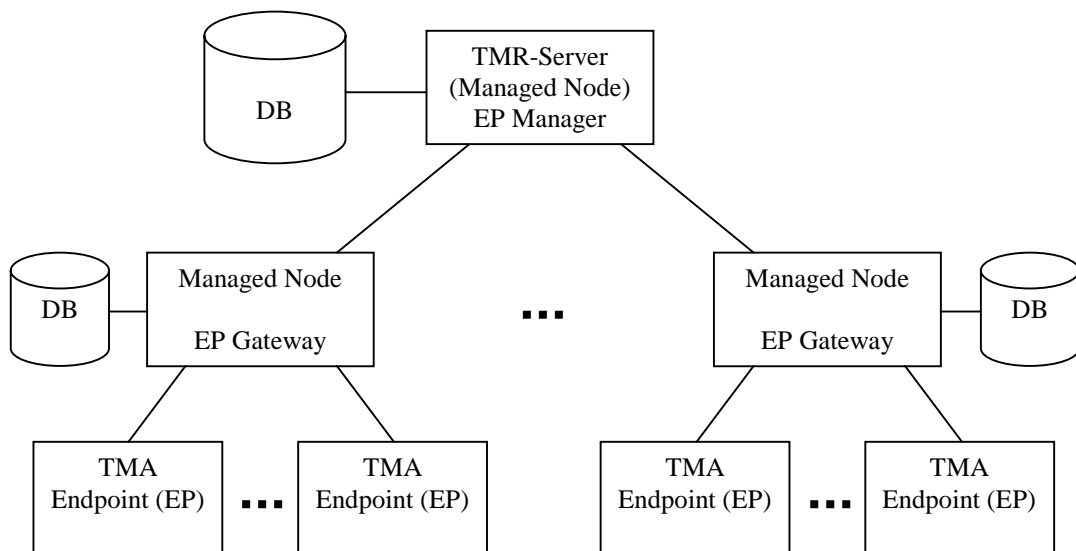 DB
TMR-Server
(Managed Node)
EP Manager
DB
Managed Node
EP Gateway
...
Managed Node
EP Gateway
DB
TMA
Endpoint (EP)
...
TMA
Endpoint (EP)
TMA
Endpoint (EP)
...
TMA
Endpoint (EP)